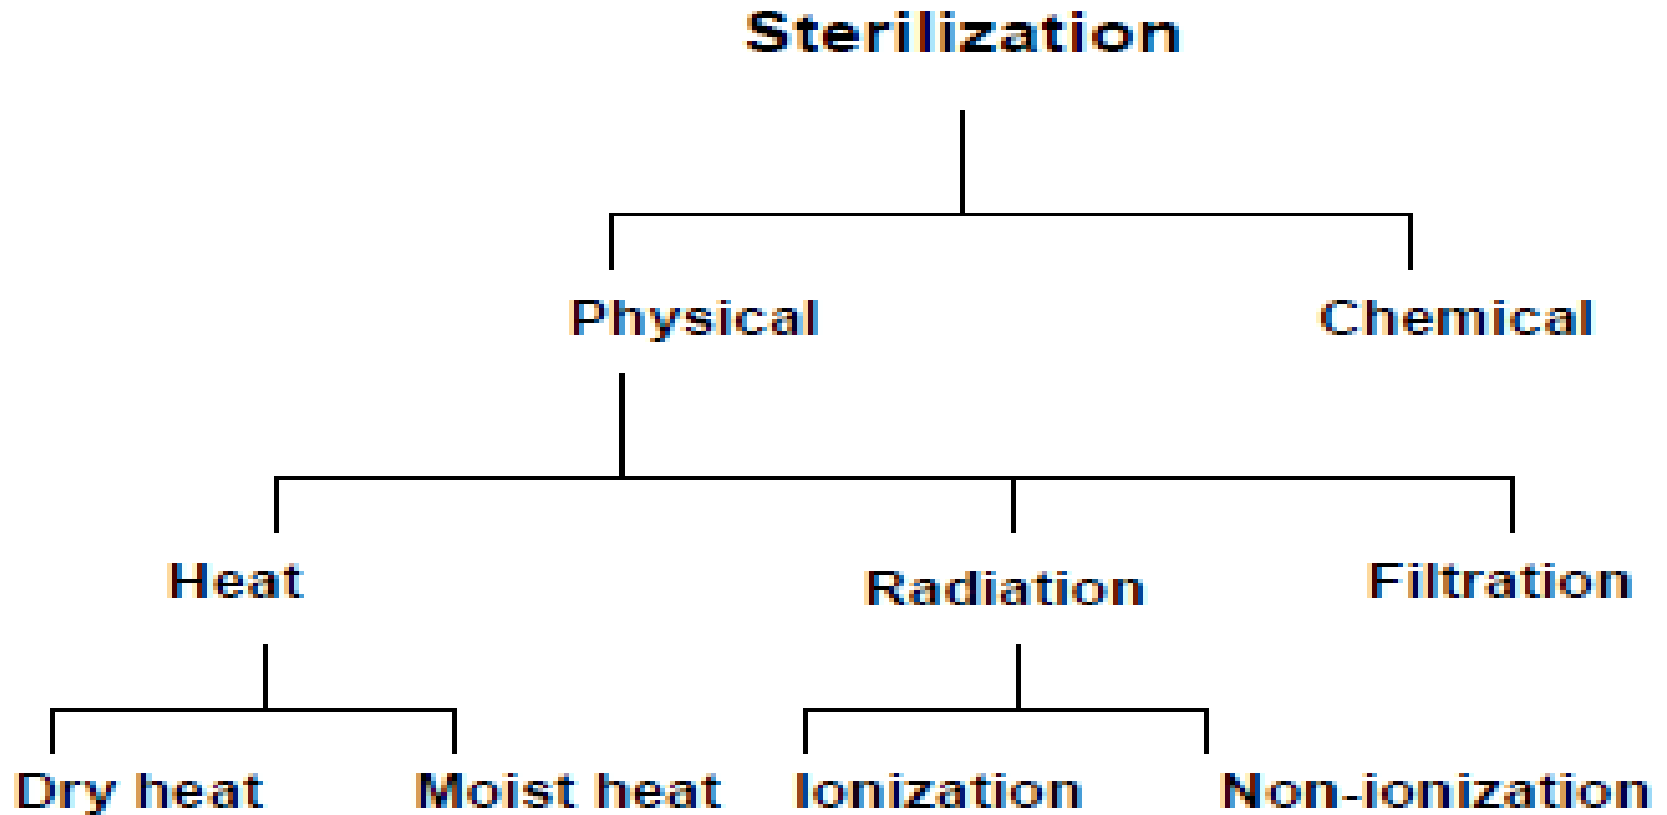 Sterilization
Physical
Chemical
Heat
Radiation
Filtration
Dry heat
Moist heat
Ionization
Non-ionization